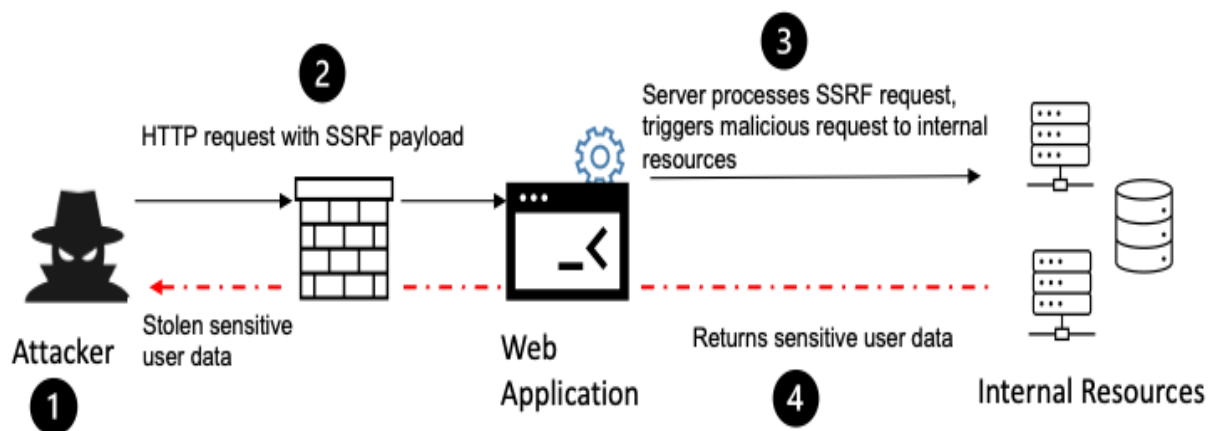 2
HTTP request with SSRF payload
3
Server processes SSRF request,
triggers malicious request to internal
resources
Stolen sensitive
user data
Attacker
1
Web
Application
Returns sensitive user data
4
Internal Resources